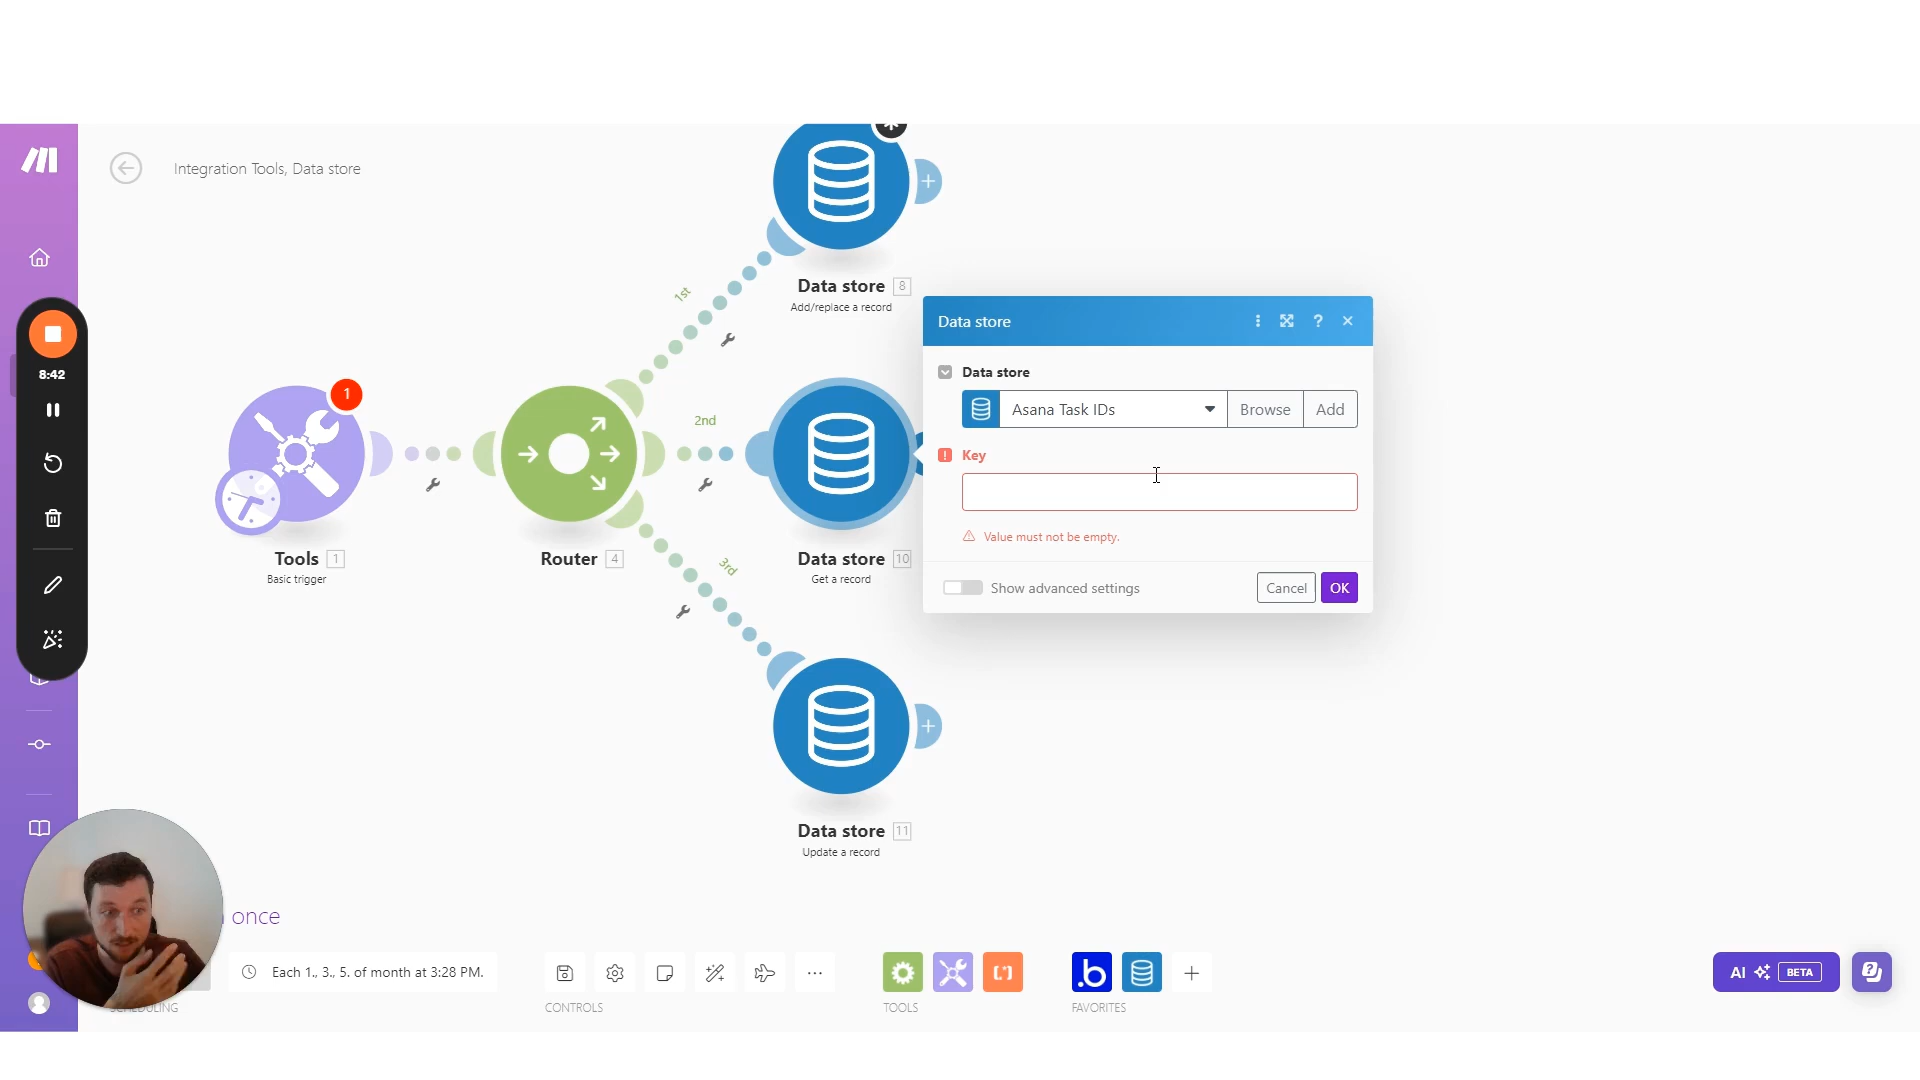 Integration Tools, Data store
1st
Data store 8
Add/replace a record
Data store
Data store
8:42
Asana Task IDs
Browse
Add
1
2nd
Key
Value must not be empty.
Tools 1
Basic trigger
Router 4
Data store 10
Get a record
3rd
Show advanced settings
Cancel
OK
Data store 11
Update a record
once
Each 1., 3., 5. of month at 3:28 PM.
AI BETA
CONTROLS
TOOLS
FAVORITES